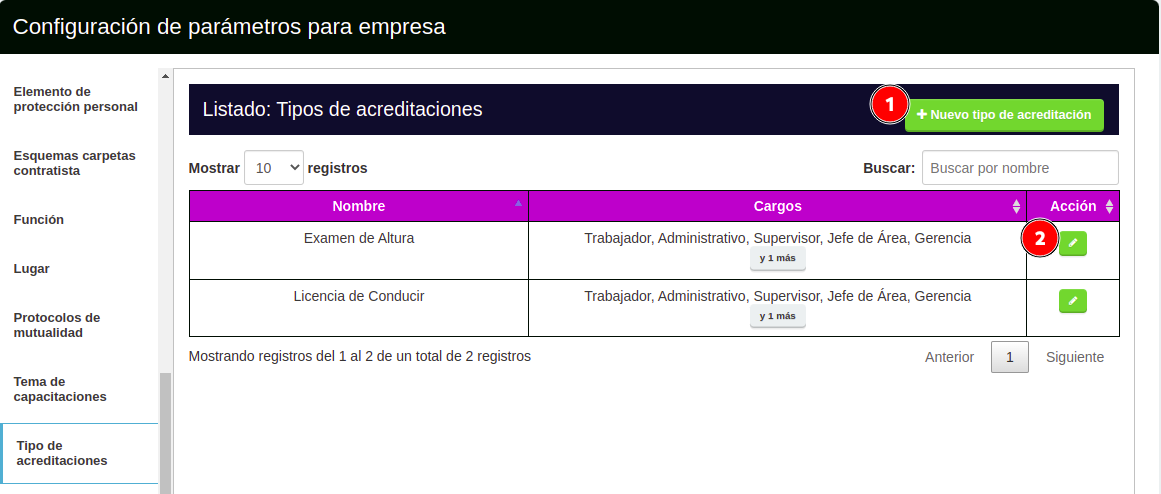 Configuración de parámetros para empresa
Elemento de
protección personal
Esquemas carpetas
contratista
Función
Lugar
Protocolos de
mutualidad
Tema de
capacitaciones
Tipo de
acreditaciones
Listado: Tipos de acreditaciones
1
+ Nuevo tipo de acreditación
Mostrar 10 registros
Buscar: Buscar por nombre
Nombre Cargos Acción
Examen de Altura Trabajador, Administrativo, Supervisor, Jefe de Área, Gerencia 2
y 1 más
Licencia de Conducir Trabajador, Administrativo, Supervisor, Jefe de Área, Gerencia
y 1 más
Mostrando registros del 1 al 2 de un total de 2 registros
Anterior 1 Siguiente